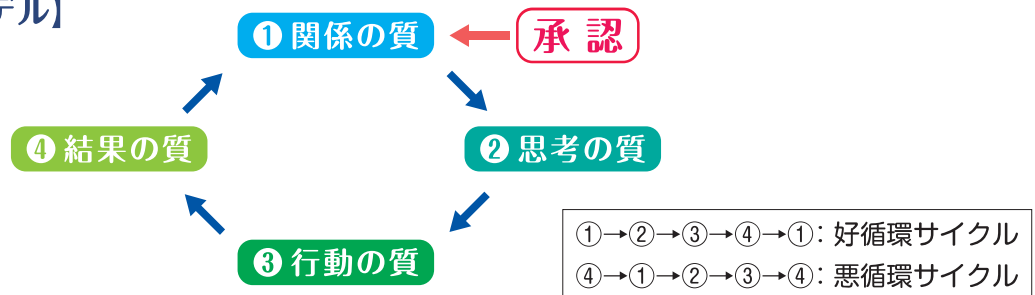 デル】
❶ 関係の質
承 認
❹ 結果の質
❷ 思考の質
❸ 行動の質
①→②→③→④→①: 好循環サイクル
④→①→②→③→④: 悪循環サイクル